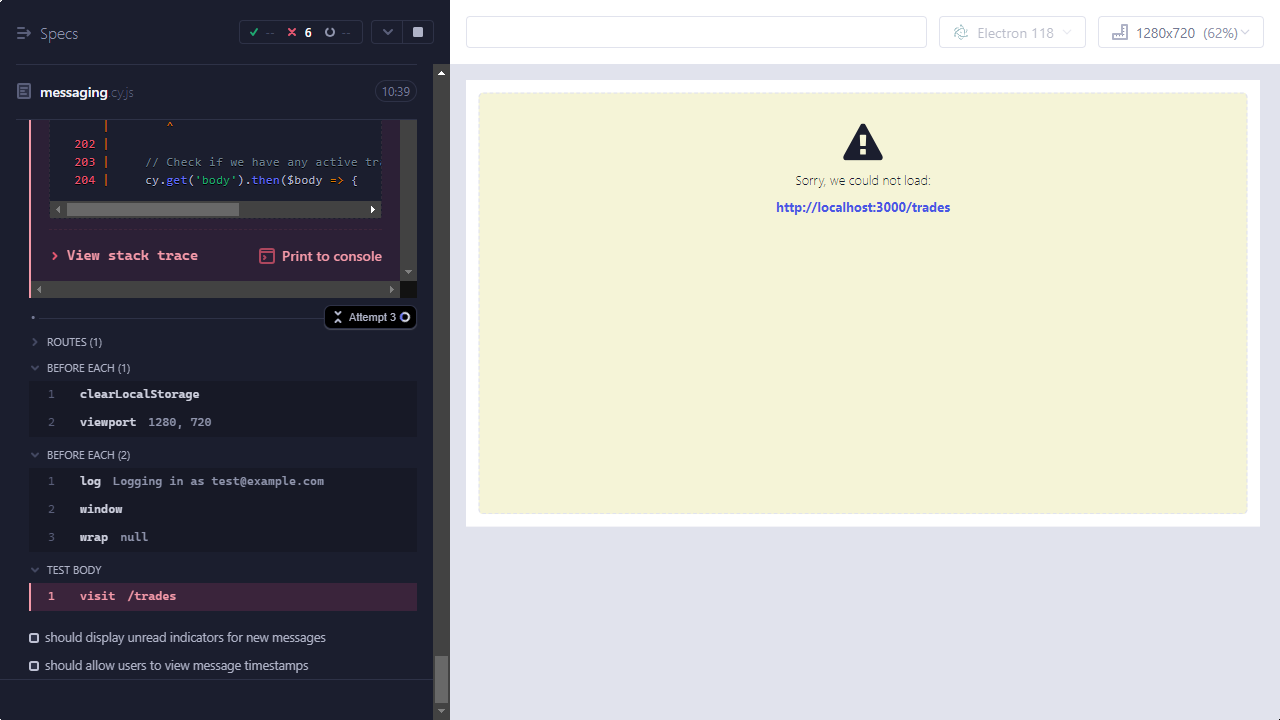 Specs
-- 6 --
messaging.cy.js 10:39
| ^
202 |
203 | // Check if we have any active tra
204 | cy.get('body').then($body => {
View stack trace
Print to console
Attempt 3
ROUTES (1)
BEFORE EACH (1)
1 clearLocalStorage
2 viewport 1280, 720
BEFORE EACH (2)
1 log Logging in as test@example.com
2 window
3 wrap null
TEST BODY
1 visit /trades
should display unread indicators for new messages
should allow users to view message timestamps
Electron 118
1280x720 (62%)
Sorry, we could not load:
http://localhost:3000/trades